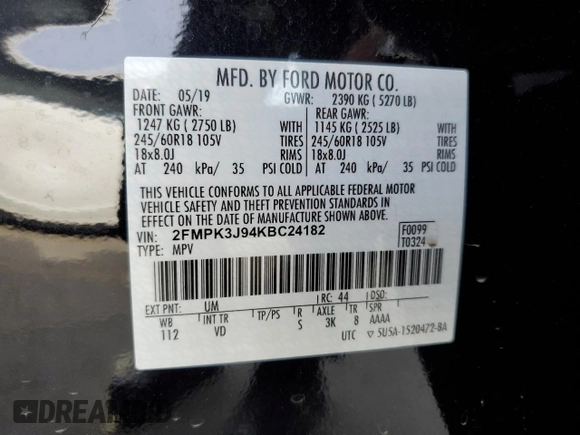 MFD. BY FORD MOTOR CO.
DATE: 05/19 GVWR: 2390 KG ( 5270 LB)
FRONT GAWR: REAR GAWR:
1247 KG ( 2750 LB) WITH 1145 KG ( 2525 LB) WITH
245/60R18 105V TIRES 245/60R18 105V TIRES
18x8.0J RIMS 18x8.0J RIMS
AT 240 kPa/ 35 PSI COLD AT 240 kPa/ 35 PSI COLD
THIS VEHICLE CONFORMS TO ALL APPLICABLE FEDERAL MOTOR
VEHICLE SAFETY AND THEFT PREVENTION STANDARDS IN
EFFECT ON THE DATE OF MANUFACTURE SHOWN ABOVE.
VIN: 2FMPK3J94KBC24182 F0099
TYPE: MPV T0324
EXT PNT: UM RC: 44 DSO:
WB INT TR TP/PS R AXLE TR SPR
112 VD S 3K 8 AAAA
UTC ▽ 5U5A-1520472-BA